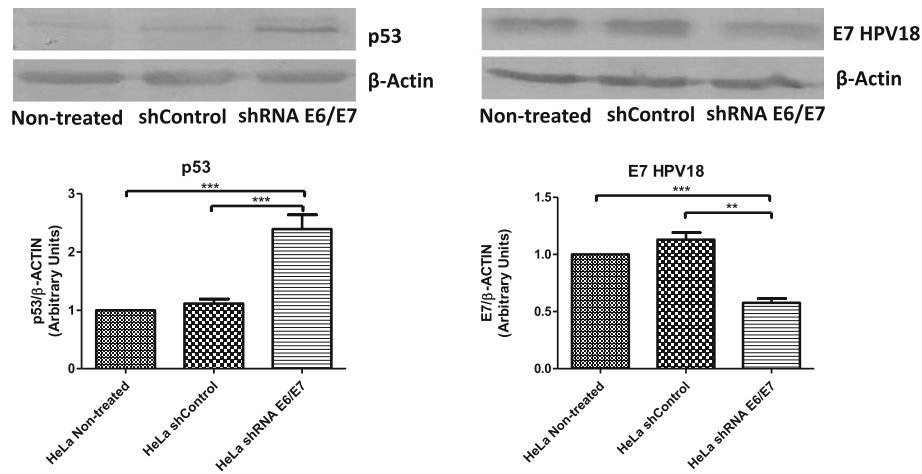 p53
β-Actin
Non-treated shControl shRNA E6/E7
E7 HPV18
β-Actin
Non-treated shControl shRNA E6/E7
p53
***
***
3
2
1
0
p53/β-ACTIN
(Arbitrary Units)
HeLa Non-treated
HeLa shControl
HeLa shRNA E6/E7
E7 HPV18
***
**
1.5
1.0
0.5
0.0
E7/β-ACTIN
(Arbitrary Units)
HeLa Non-treated
HeLa shControl
HeLa shRNA E6/E7